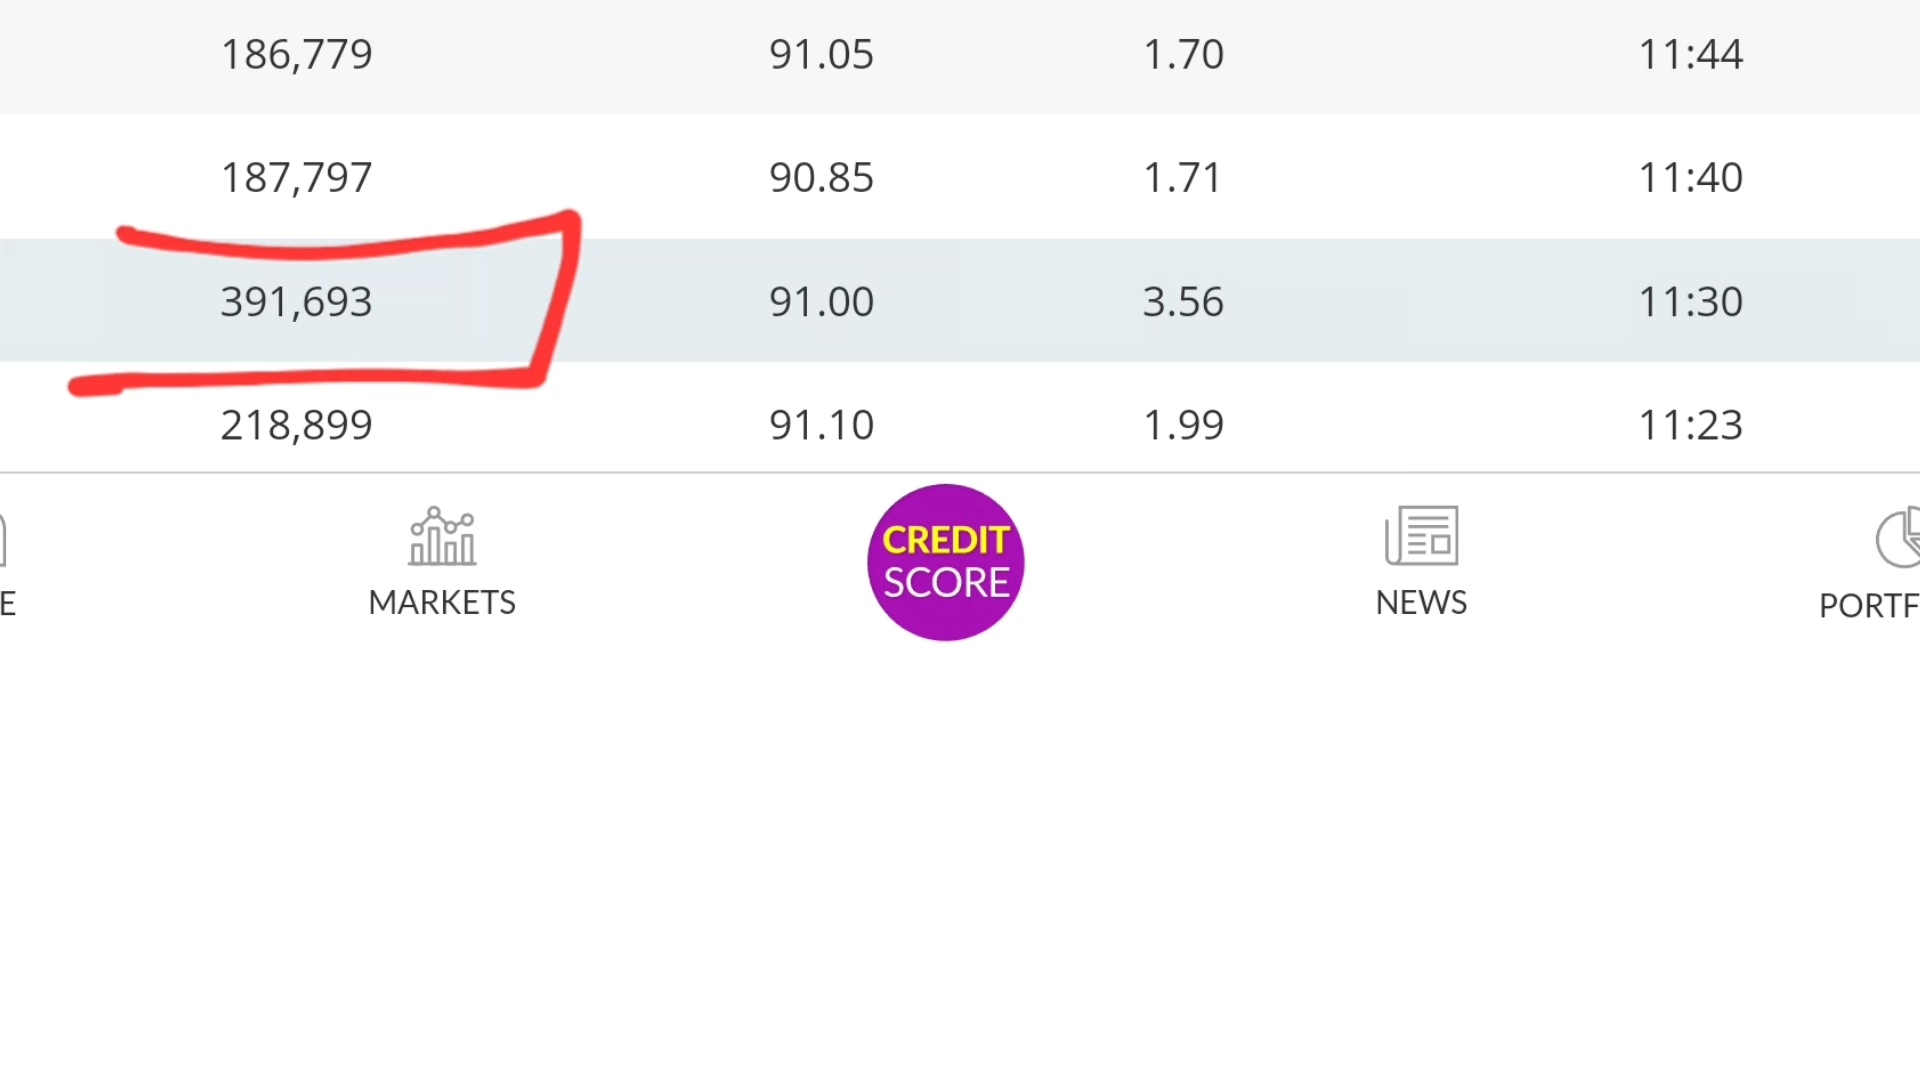 186,779 91.05 1.70 11:44
187,797 90.85 1.71 11:40
391,693 91.00 3.56 11:30
218,899 91.10 1.99 11:23
E MARKETS CREDIT SCORE NEWS PORTF